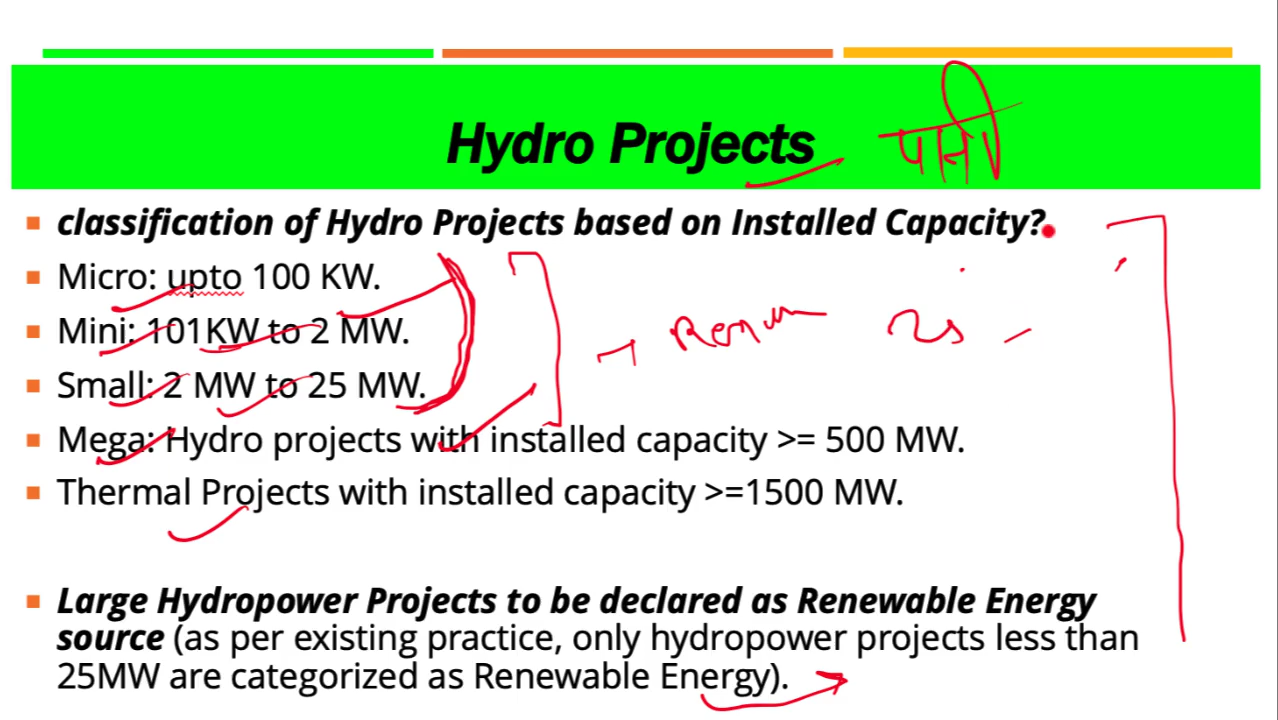 Hydro Projects पानी
classification of Hydro Projects based on Installed Capacity?
Micro: upto 100 KW.
Mini: 101KW to 2 MW.
Small: 2 MW to 25 MW.
Mega: Hydro projects with installed capacity >= 500 MW.
Thermal Projects with installed capacity >=1500 MW.
Large Hydropower Projects to be declared as Renewable Energy
source (as per existing practice, only hydropower projects less than
25MW are categorized as Renewable Energy).